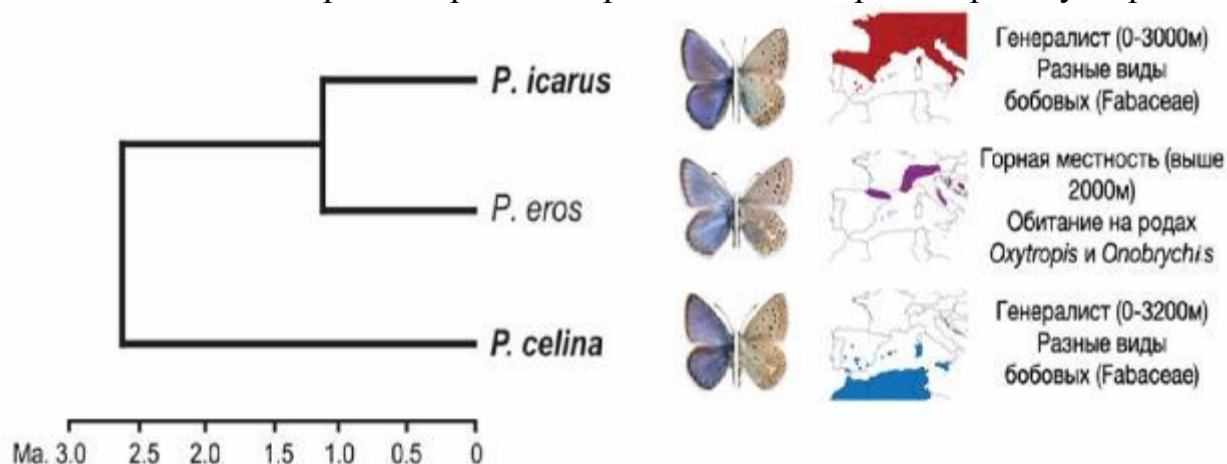 P. icarus
Генералист (0-3000м)
Разные виды
бобовых (Fabaceae)
P. eros
Горная местность (выше
2000м)
Обитание на родах
Oxytropis и Onobrychis
P. celina
Генералист (0-3200м)
Разные виды
бобовых (Fabaceae)
Ma. 3.0 2.5 2.0 1.5 1.0 0.5 0